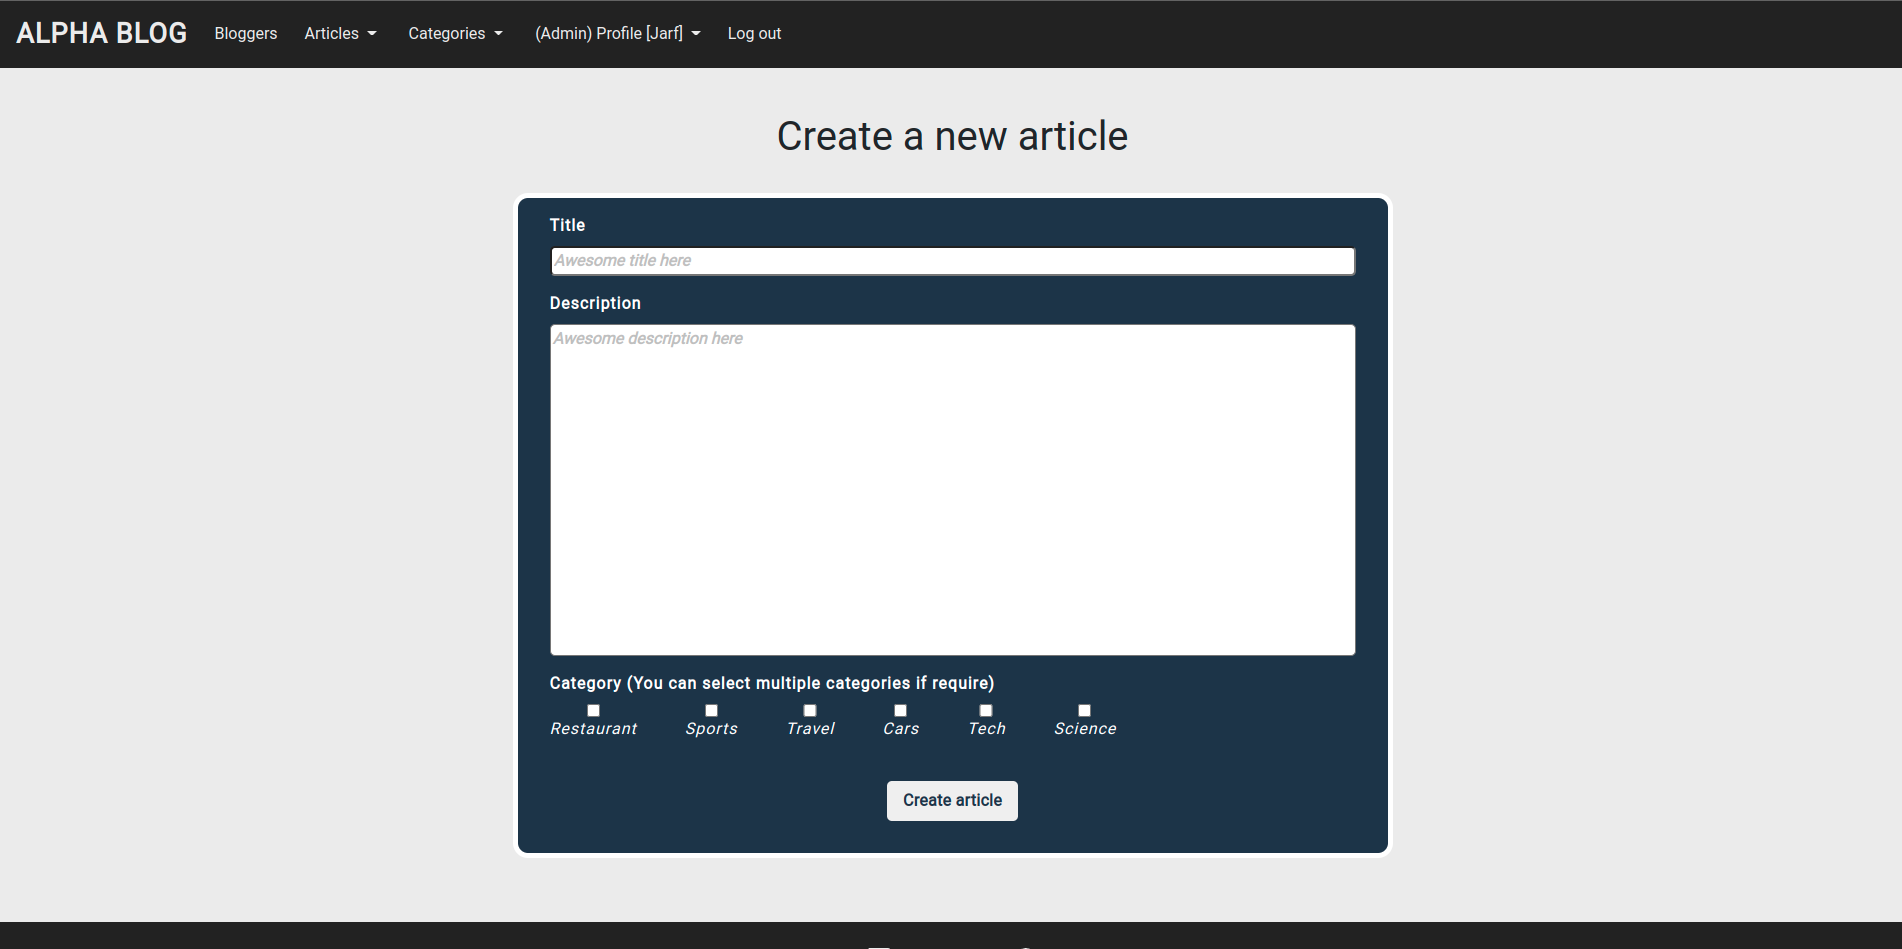 ALPHA BLOG Bloggers Articles Categories (Admin) Profile [Jarf] Log out
Create a new article
Title
Awesome title here
Description
Awesome description here
Category (You can select multiple categories if require)
Restaurant Sports Travel Cars Tech Science
Create article